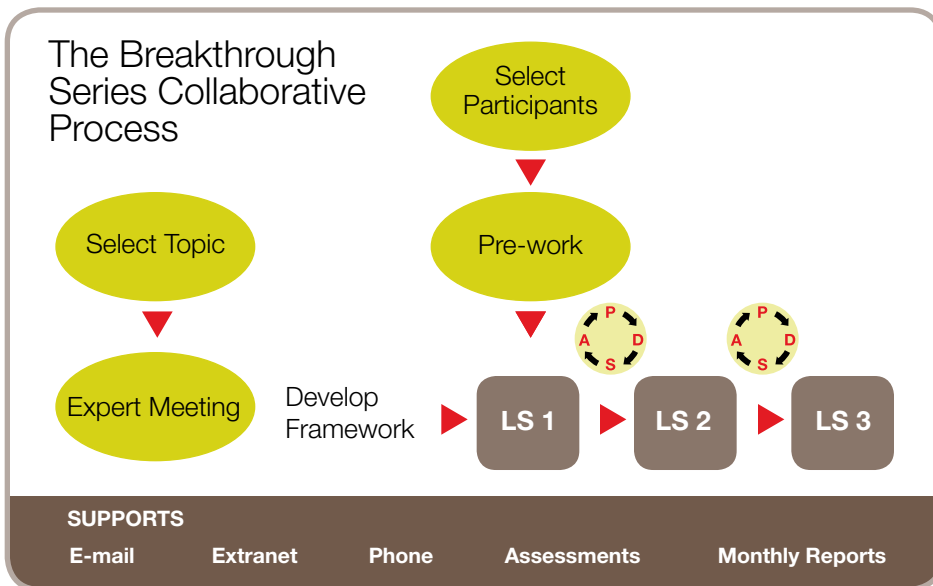 The Breakthrough
Series Collaborative
Process
Select
Participants
Select Topic
Pre-work
P
A D
S
P
A D
S
Expert Meeting
Develop
Framework
LS 1
LS 2
LS 3
SUPPORTS
E-mail Extranet Phone Assessments Monthly Reports